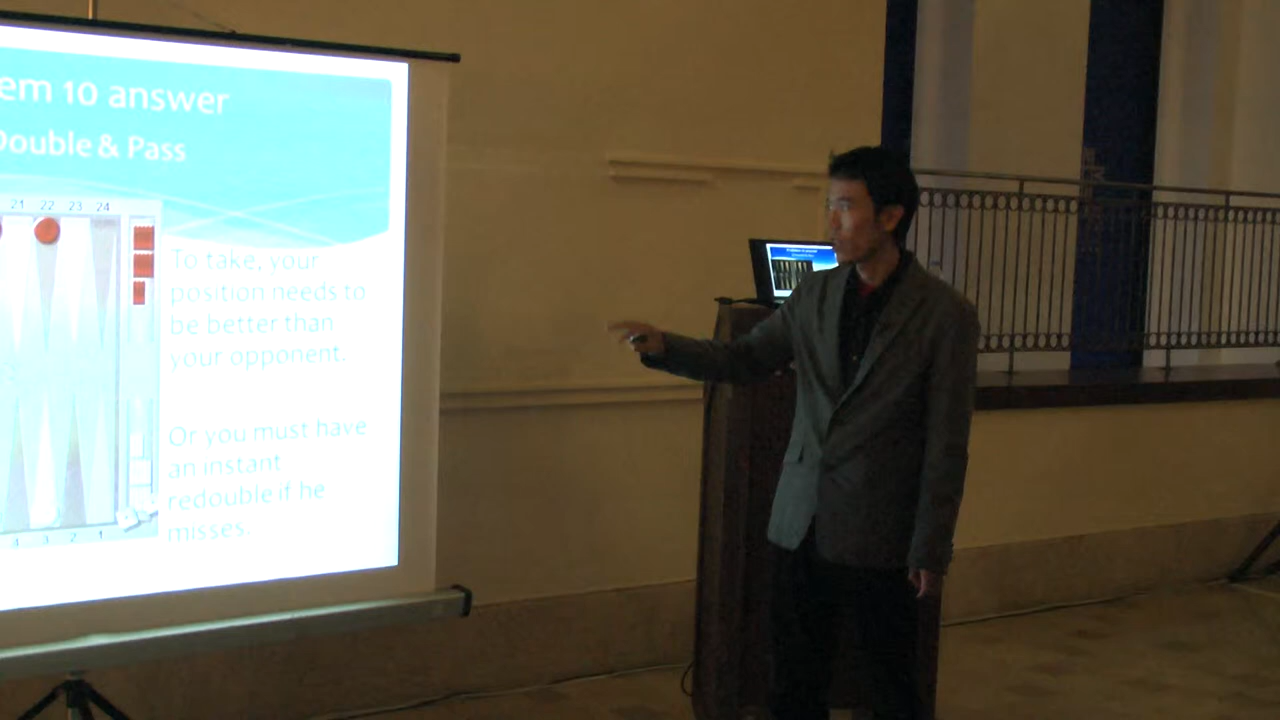 em 10 answer
Double & Pass
21 22 23 24
To take, your
position needs to
be better than
your opponent.
Or you must have
an instant
redouble if he
misses.
4 3 2 1